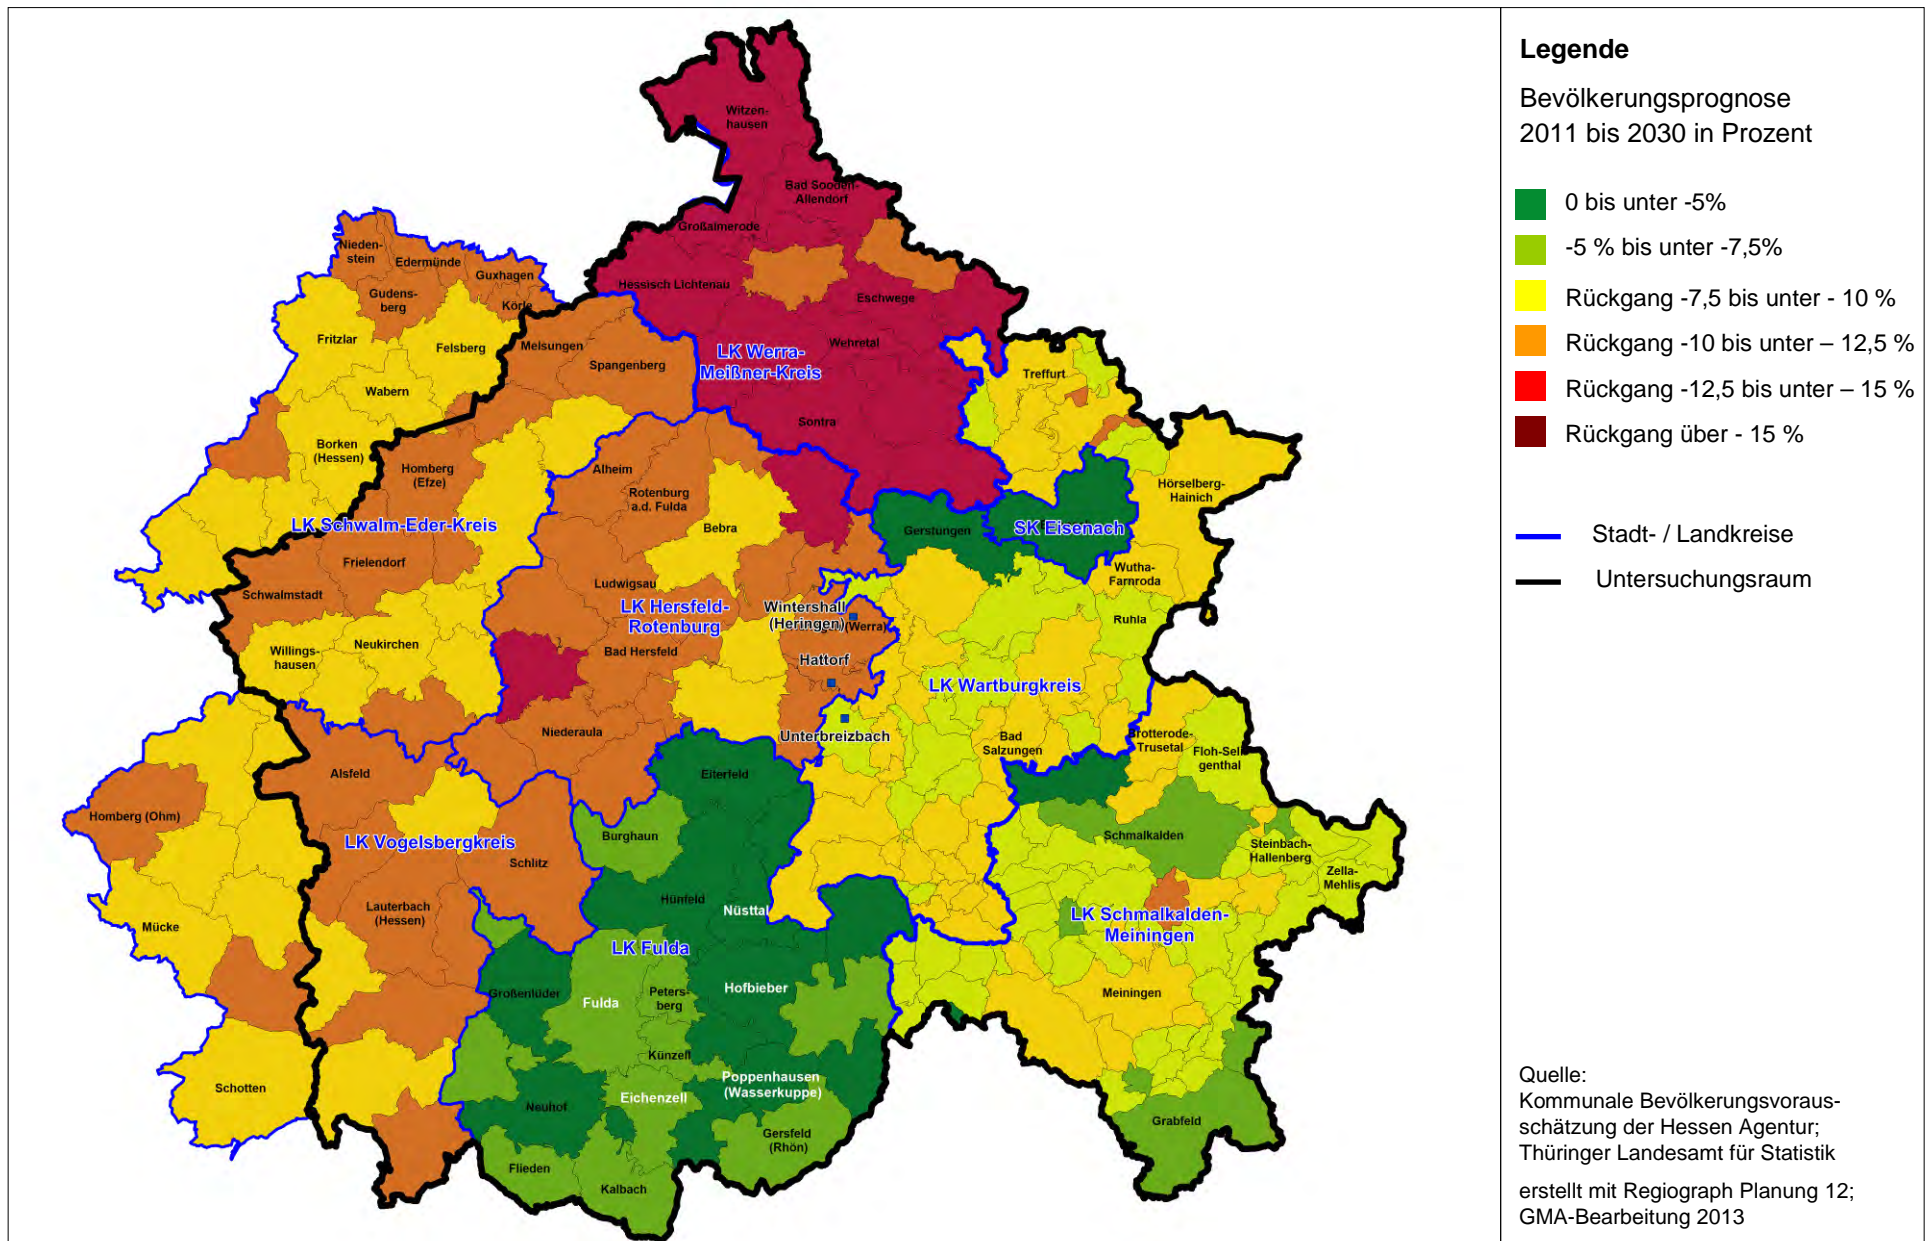 Witzen-
hausen
Bad Sooden-
Allendorf
Großalmerode
Nieden-
stein
Edermünde
Guxhagen
Gudens-
berg
Körle
Hessisch Lichtenau
Eschwege
Fritzlar
Felsberg
Melsungen
Wehretal
LK Werra-
Meißner-Kreis
Spangenberg
Treffurt
Wabern
Sontra
Borken
(Hessen)
Homberg
(Efze)
Alheim
Rotenburg
a.d. Fulda
Hörselberg-
Hainich
LK Schwalm-Eder-Kreis
Bebra
Gerstungen
SK Eisenach
Frielendorf
Ludwigsau
Wutha-
Farnroda
Schwalmstadt
LK Hersfeld-
Rotenburg
Wintershall
(Heringen)
(Werra)
Ruhla
Willings-
hausen
Neukirchen
Bad Hersfeld
Hattorf
LK Wartburgkreis
Niederaula
Unterbreizbach
Bad
Salzungen
Brotterode-
Trusetal
Floh-Seli-
genthal
Alsfeld
Eiterfeld
Homberg (Ohm)
LK Vogelsbergkreis
Burghaun
Schmalkalden
Steinbach-
Hallenberg
Schlitz
Zella-
Mehlis
Lauterbach
(Hessen)
Hünfeld
Nüsttal
Mücke
LK Fulda
LK Schmalkalden-
Meiningen
Großenlüder
Fulda
Peters-
berg
Hofbieber
Meiningen
Künzell
Schotten
Neuhof
Eichenzell
Poppenhausen
(Wasserkuppe)
Gersfeld
(Rhön)
Grabfeld
Flieden
Kalbach
Legende
Bevölkerungsprognose
2011 bis 2030 in Prozent
0 bis unter -5%
-5 % bis unter -7,5%
Rückgang -7,5 bis unter - 10 %
Rückgang -10 bis unter – 12,5 %
Rückgang -12,5 bis unter – 15 %
Rückgang über - 15 %
Stadt- / Landkreise
Untersuchungsraum
Quelle:
Kommunale Bevölkerungsvoraus-
schätzung der Hessen Agentur;
Thüringer Landesamt für Statistik
erstellt mit Regiograph Planung 12;
GMA-Bearbeitung 2013